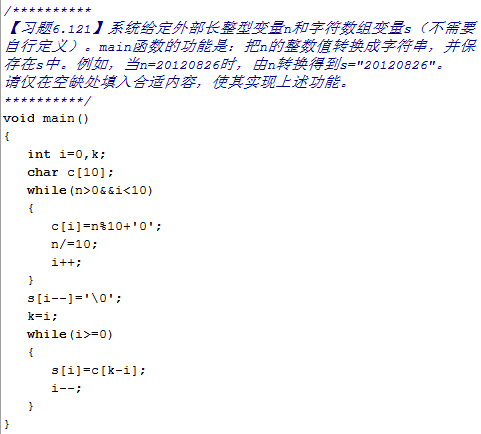 /**********
【习题6.121】系统给定外部长整型变量n和字符数组变量s（不需要
自行定义）。main函数的功能是：把n的整数值转换成字符串，并保
存在s中。例如，当n=20120826时，由n转换得到s="20120826"。
请仅在空缺处填入合适内容，使其实现上述功能。
**********/
void main()
{
int i=0,k;
char c[10];
while(n>0&&i<10)
{
c[i]=n%10+'0';
n/=10;
i++;
}
s[i--]='\0';
k=i;
while(i>=0)
{
s[i]=c[k-i];
i--;
}
}